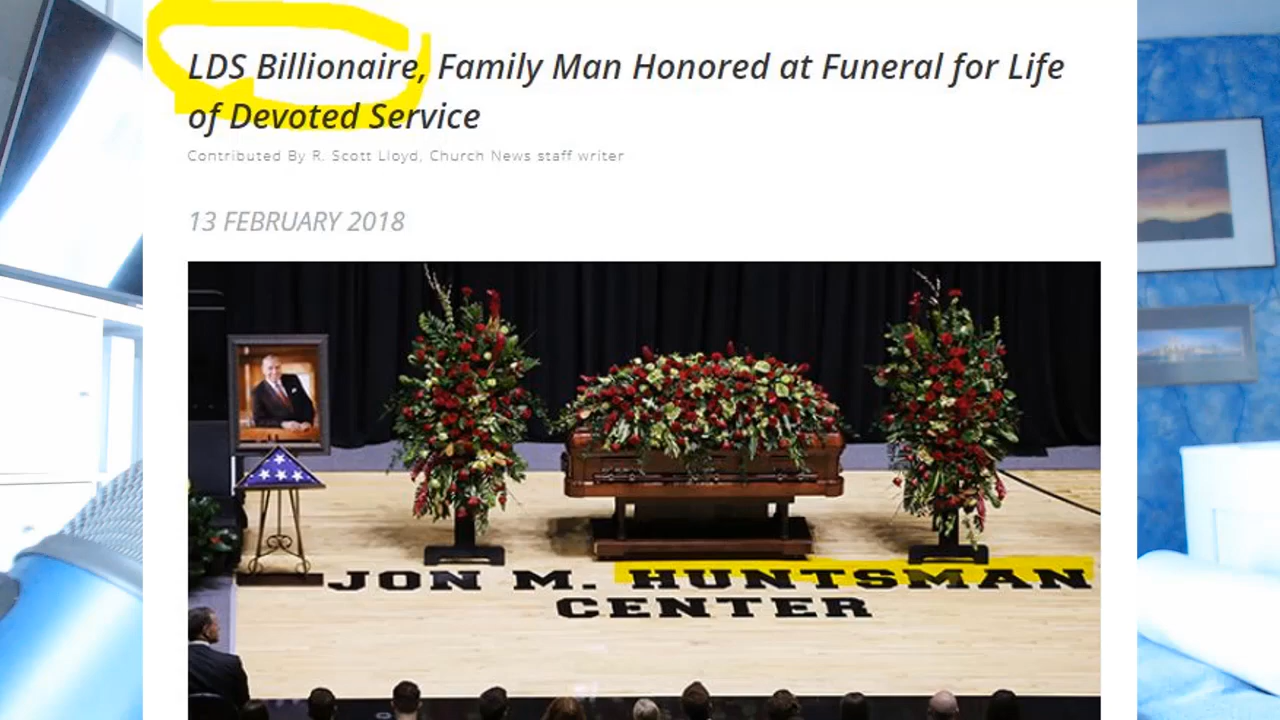 LDS Billionaire, Family Man Honored at Funeral for Life
of Devoted Service
Contributed By R. Scott Lloyd, Church News staff writer
13 FEBRUARY 2018
JON M. HUNTSMAN
CENTER